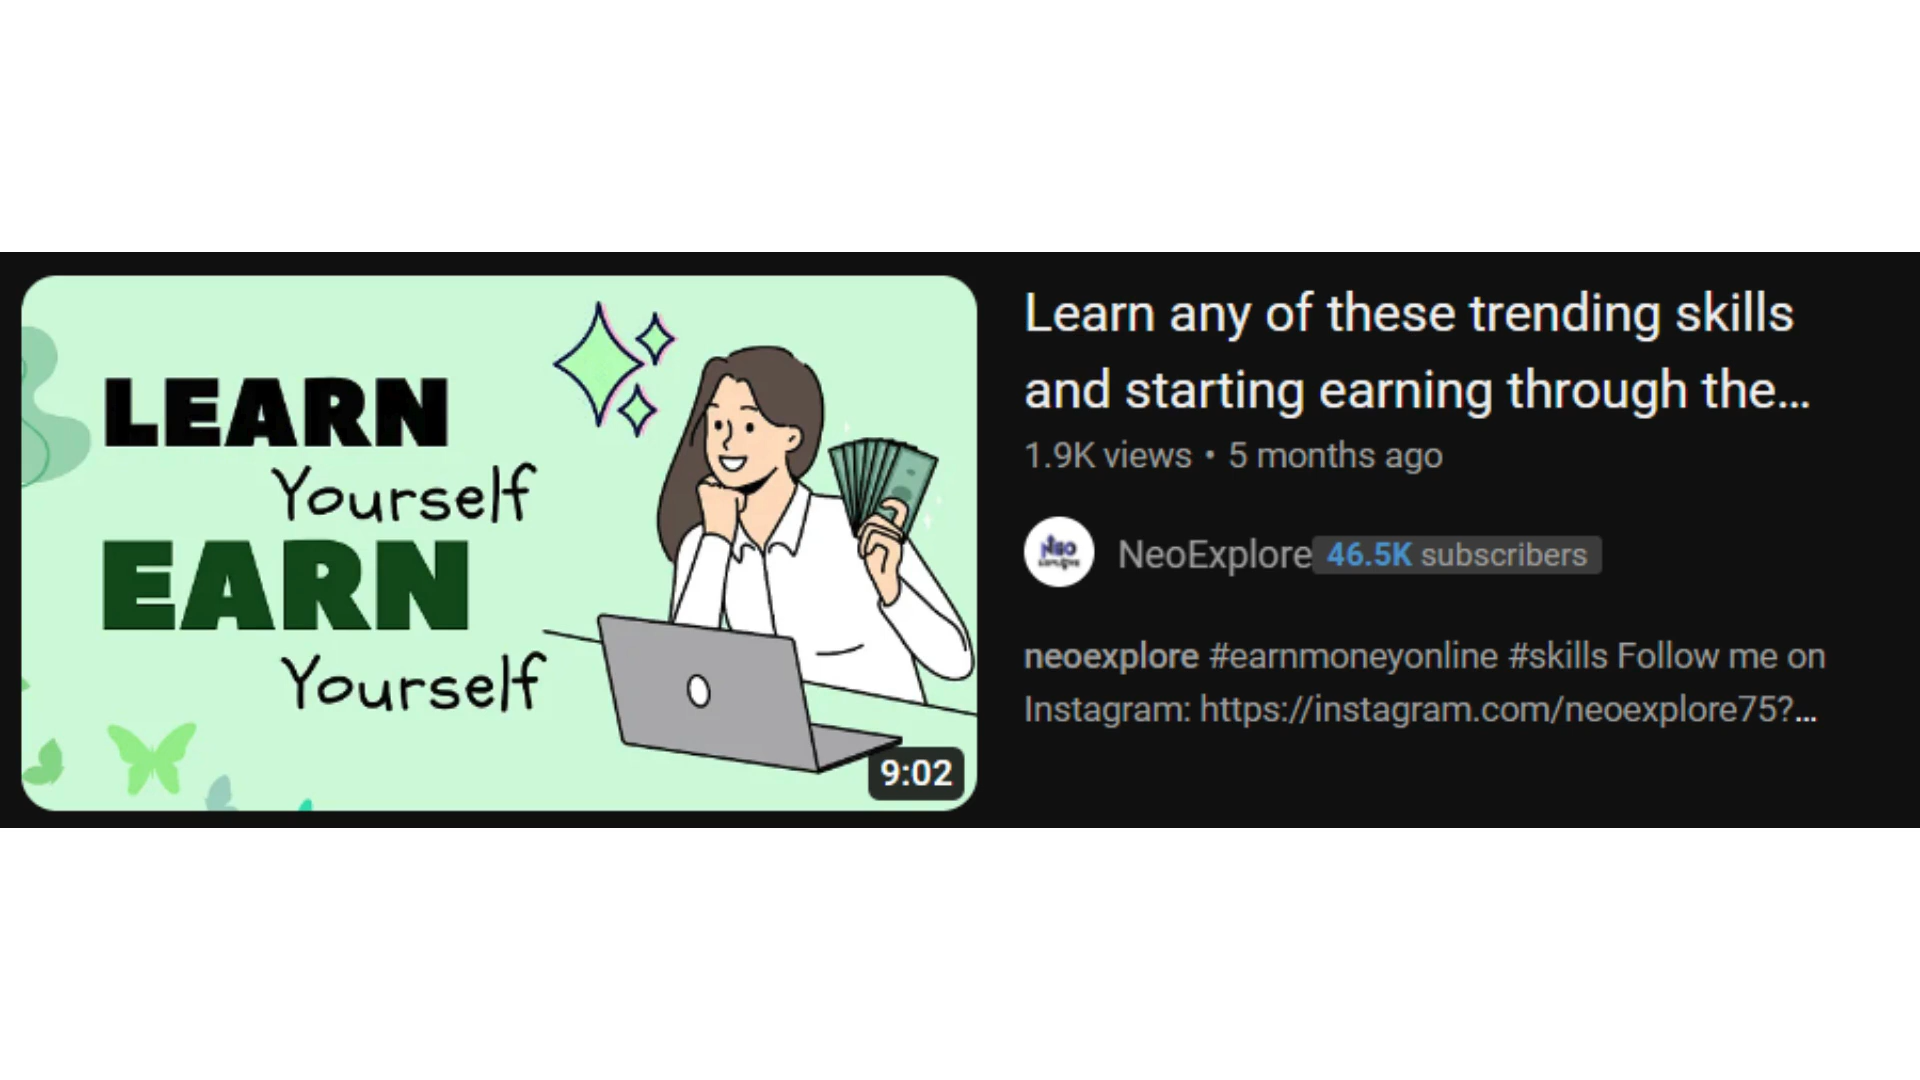 LEARN
Yourself
EARN
Yourself
9:02
Learn any of these trending skills
and starting earning through the...
1.9K views • 5 months ago
NeoExplore 46.5K subscribers
neoexplore #earnmoneyonline #skills Follow me on
Instagram: https://instagram.com/neoexplore75?...